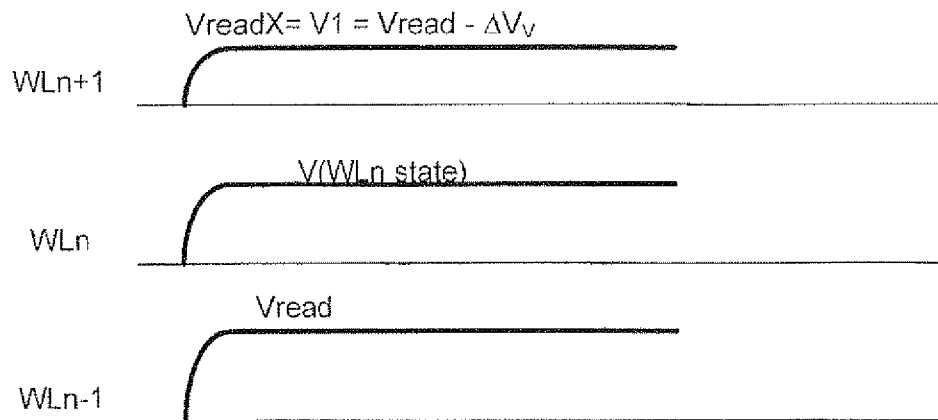 VreadX= V1 = Vread - ΔVV
WLn+1
V(WLn state)
WLn
Vread
WLn-1